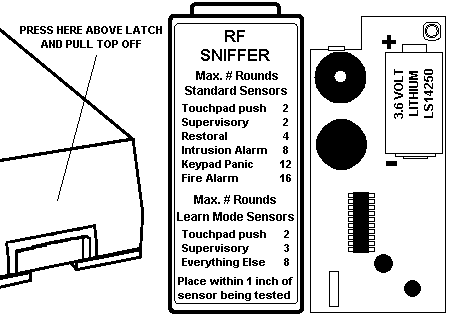 PRESS HERE ABOVE LATCH
AND PULL TOP OFF
RF
SNIFFER
Max. # Rounds
Standard Sensors
Touchpad push 2
Supervisory 2
Restoral 4
Intrusion Alarm 8
Keypad Panic 12
Fire Alarm 16
Max. # Rounds
Learn Mode Sensors
Touchpad push 2
Supervisory 3
Everything Else 8
Place within 1 inch of
sensor being tested
+
3.6 VOLT
LITHIUM
LS14250
-